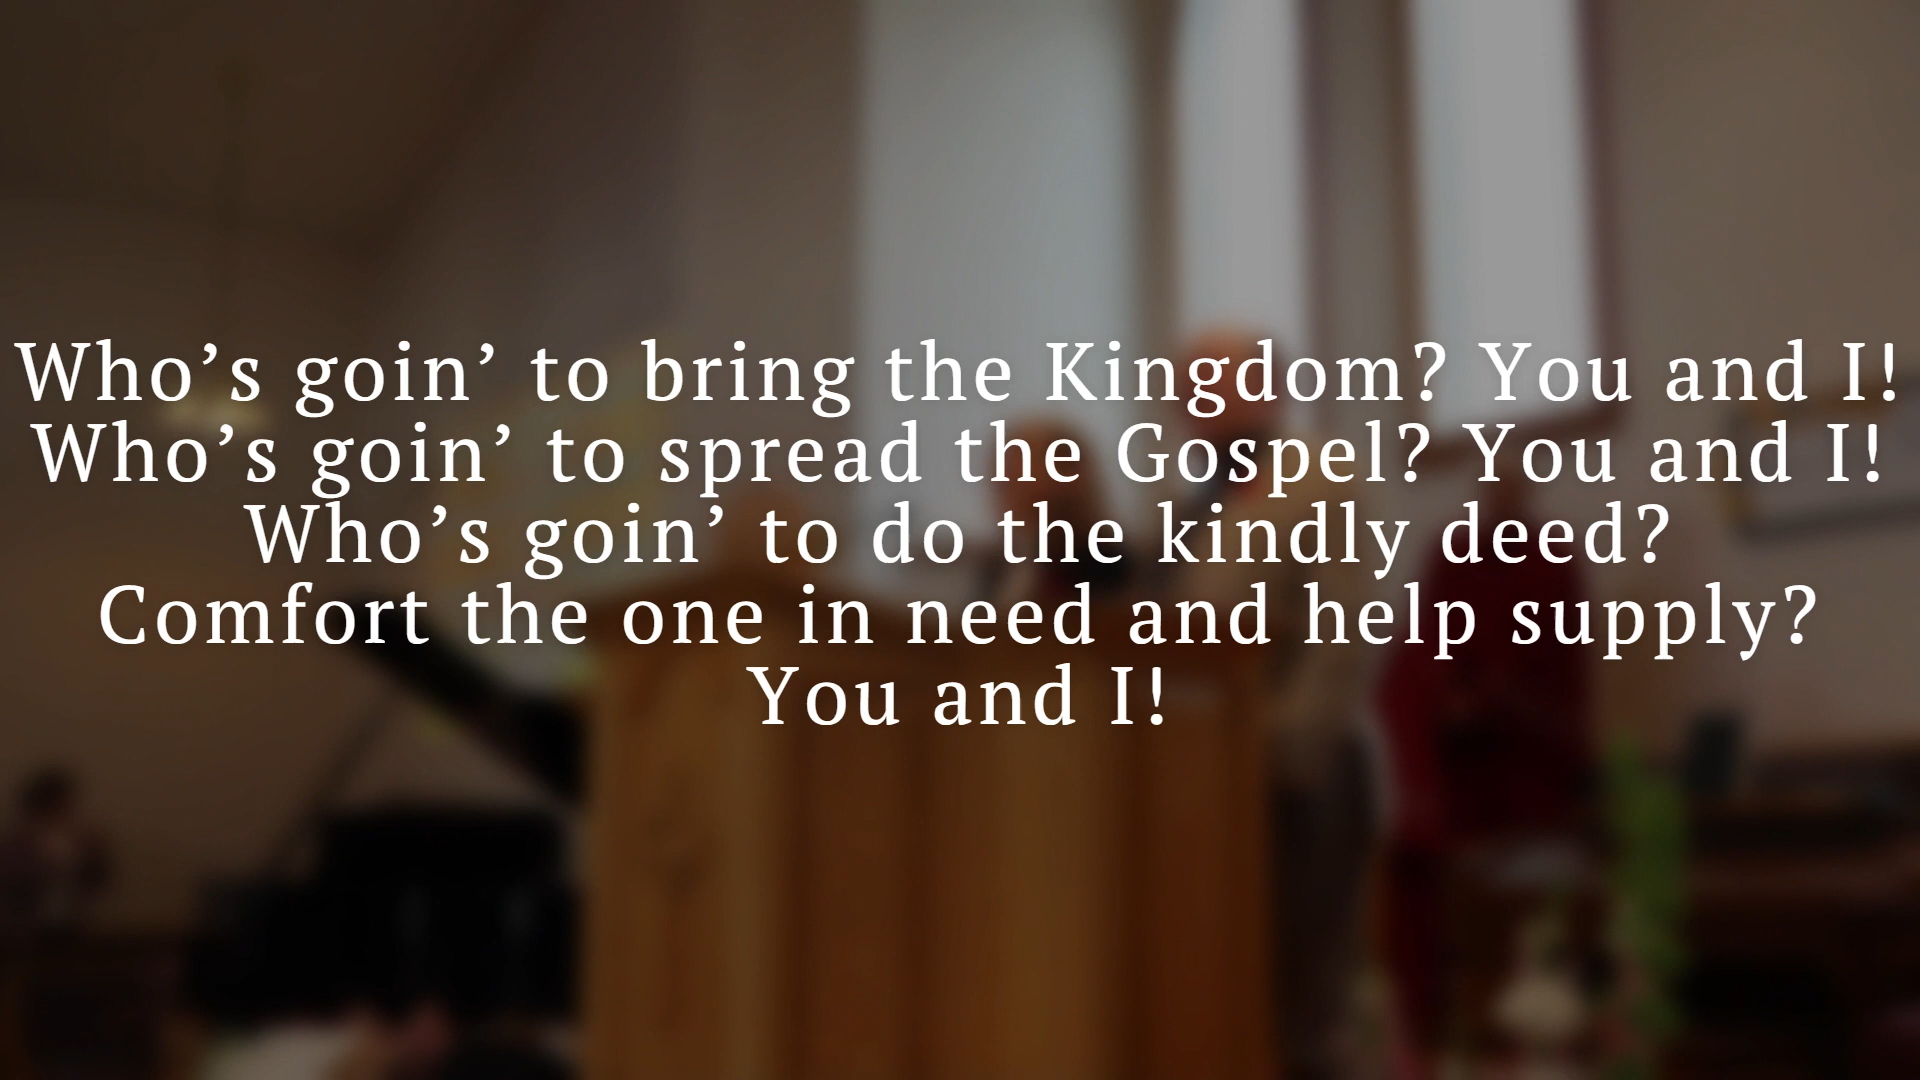 Who’s goin’ to bring the Kingdom? You and I!
Who’s goin’ to spread the Gospel? You and I!
Who’s goin’ to do the kindly deed?
Comfort the one in need and help supply?
You and I!